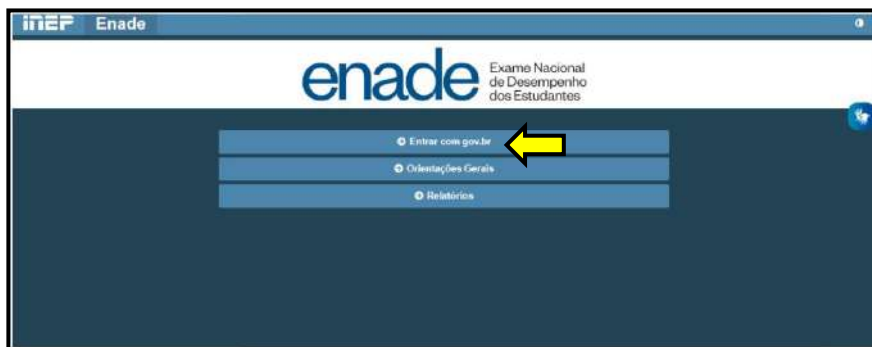 inep Enade
enade
Exame Nacional
de Desempenho
dos Estudantes
Entrar com gov.br
Orientações Gerais
Relatórios